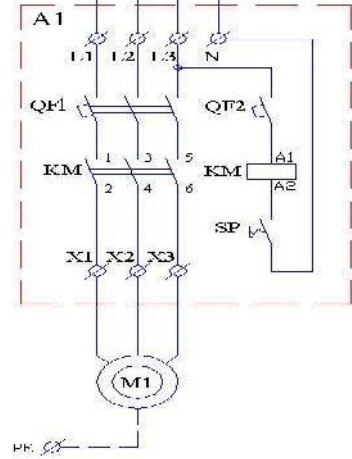 A1
L1 L2 L3 N
QF1 QF2
KM 1 3 5 KM A1
2 4 6 A2
SP
X1 X2 X3
M1
PE